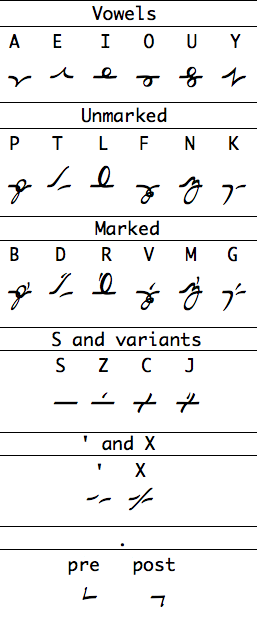 Vowels
A E I O U Y
Unmarked
P T L F N K
Marked
B D R V M G
S and variants
S Z C J
' and X
' X
.
pre post